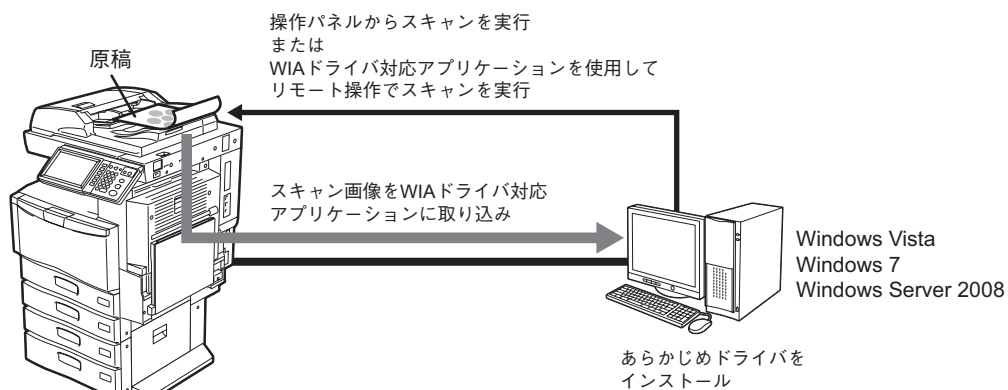 操作パネルからスキャンを実行
または
WIAドライバ対応アプリケーションを使用して
リモート操作でスキャンを実行
原稿
スキャン画像をWIAドライバ対応
アプリケーションに取り込み
Windows Vista
Windows 7
Windows Server 2008
あらかじめドライバを
インストール